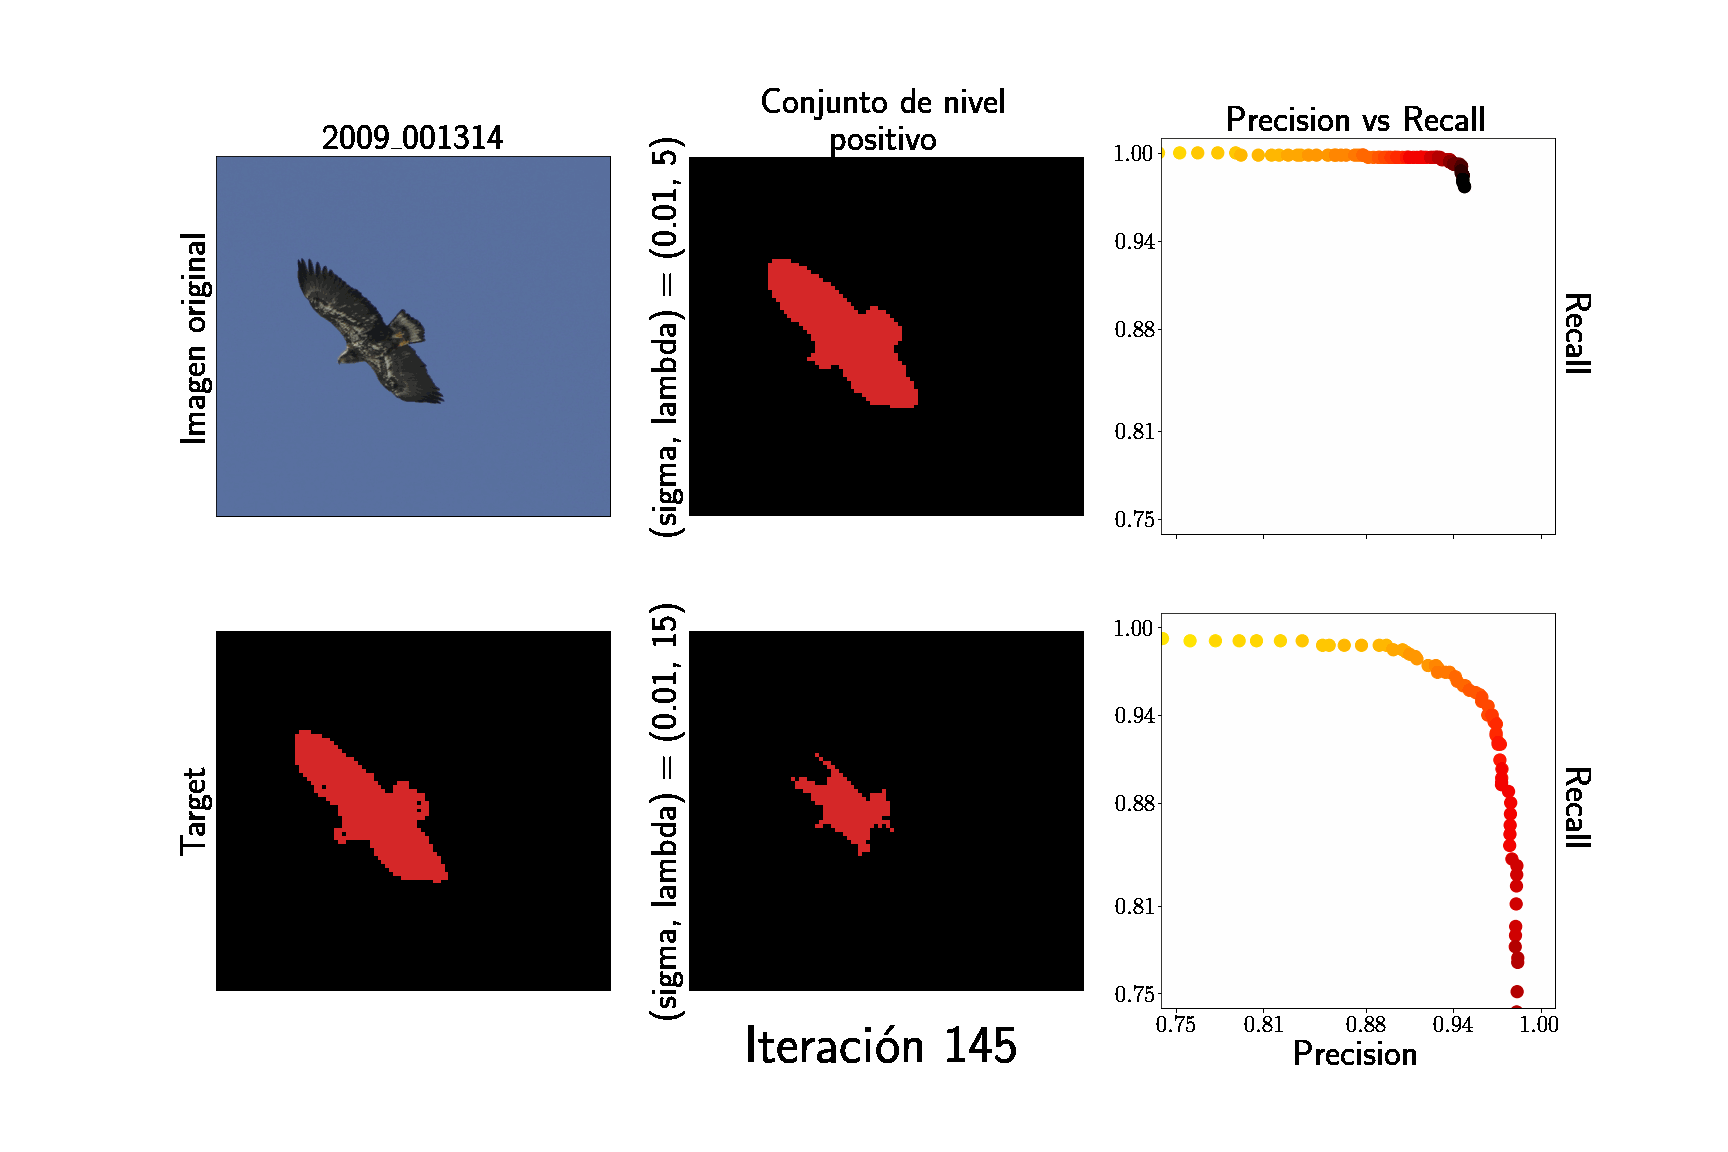 2009_001314
Imagen original
Conjunto de nivel
positivo
(sigma, lambda) = (0.01, 5)
Precision vs Recall
1.00
0.94
0.88
0.81
0.75
Recall
Target
(sigma, lambda) = (0.01, 15)
1.00
0.94
0.88
0.81
0.75
Recall
0.75 0.81 0.88 0.94 1.00
Precision
Iteración 145